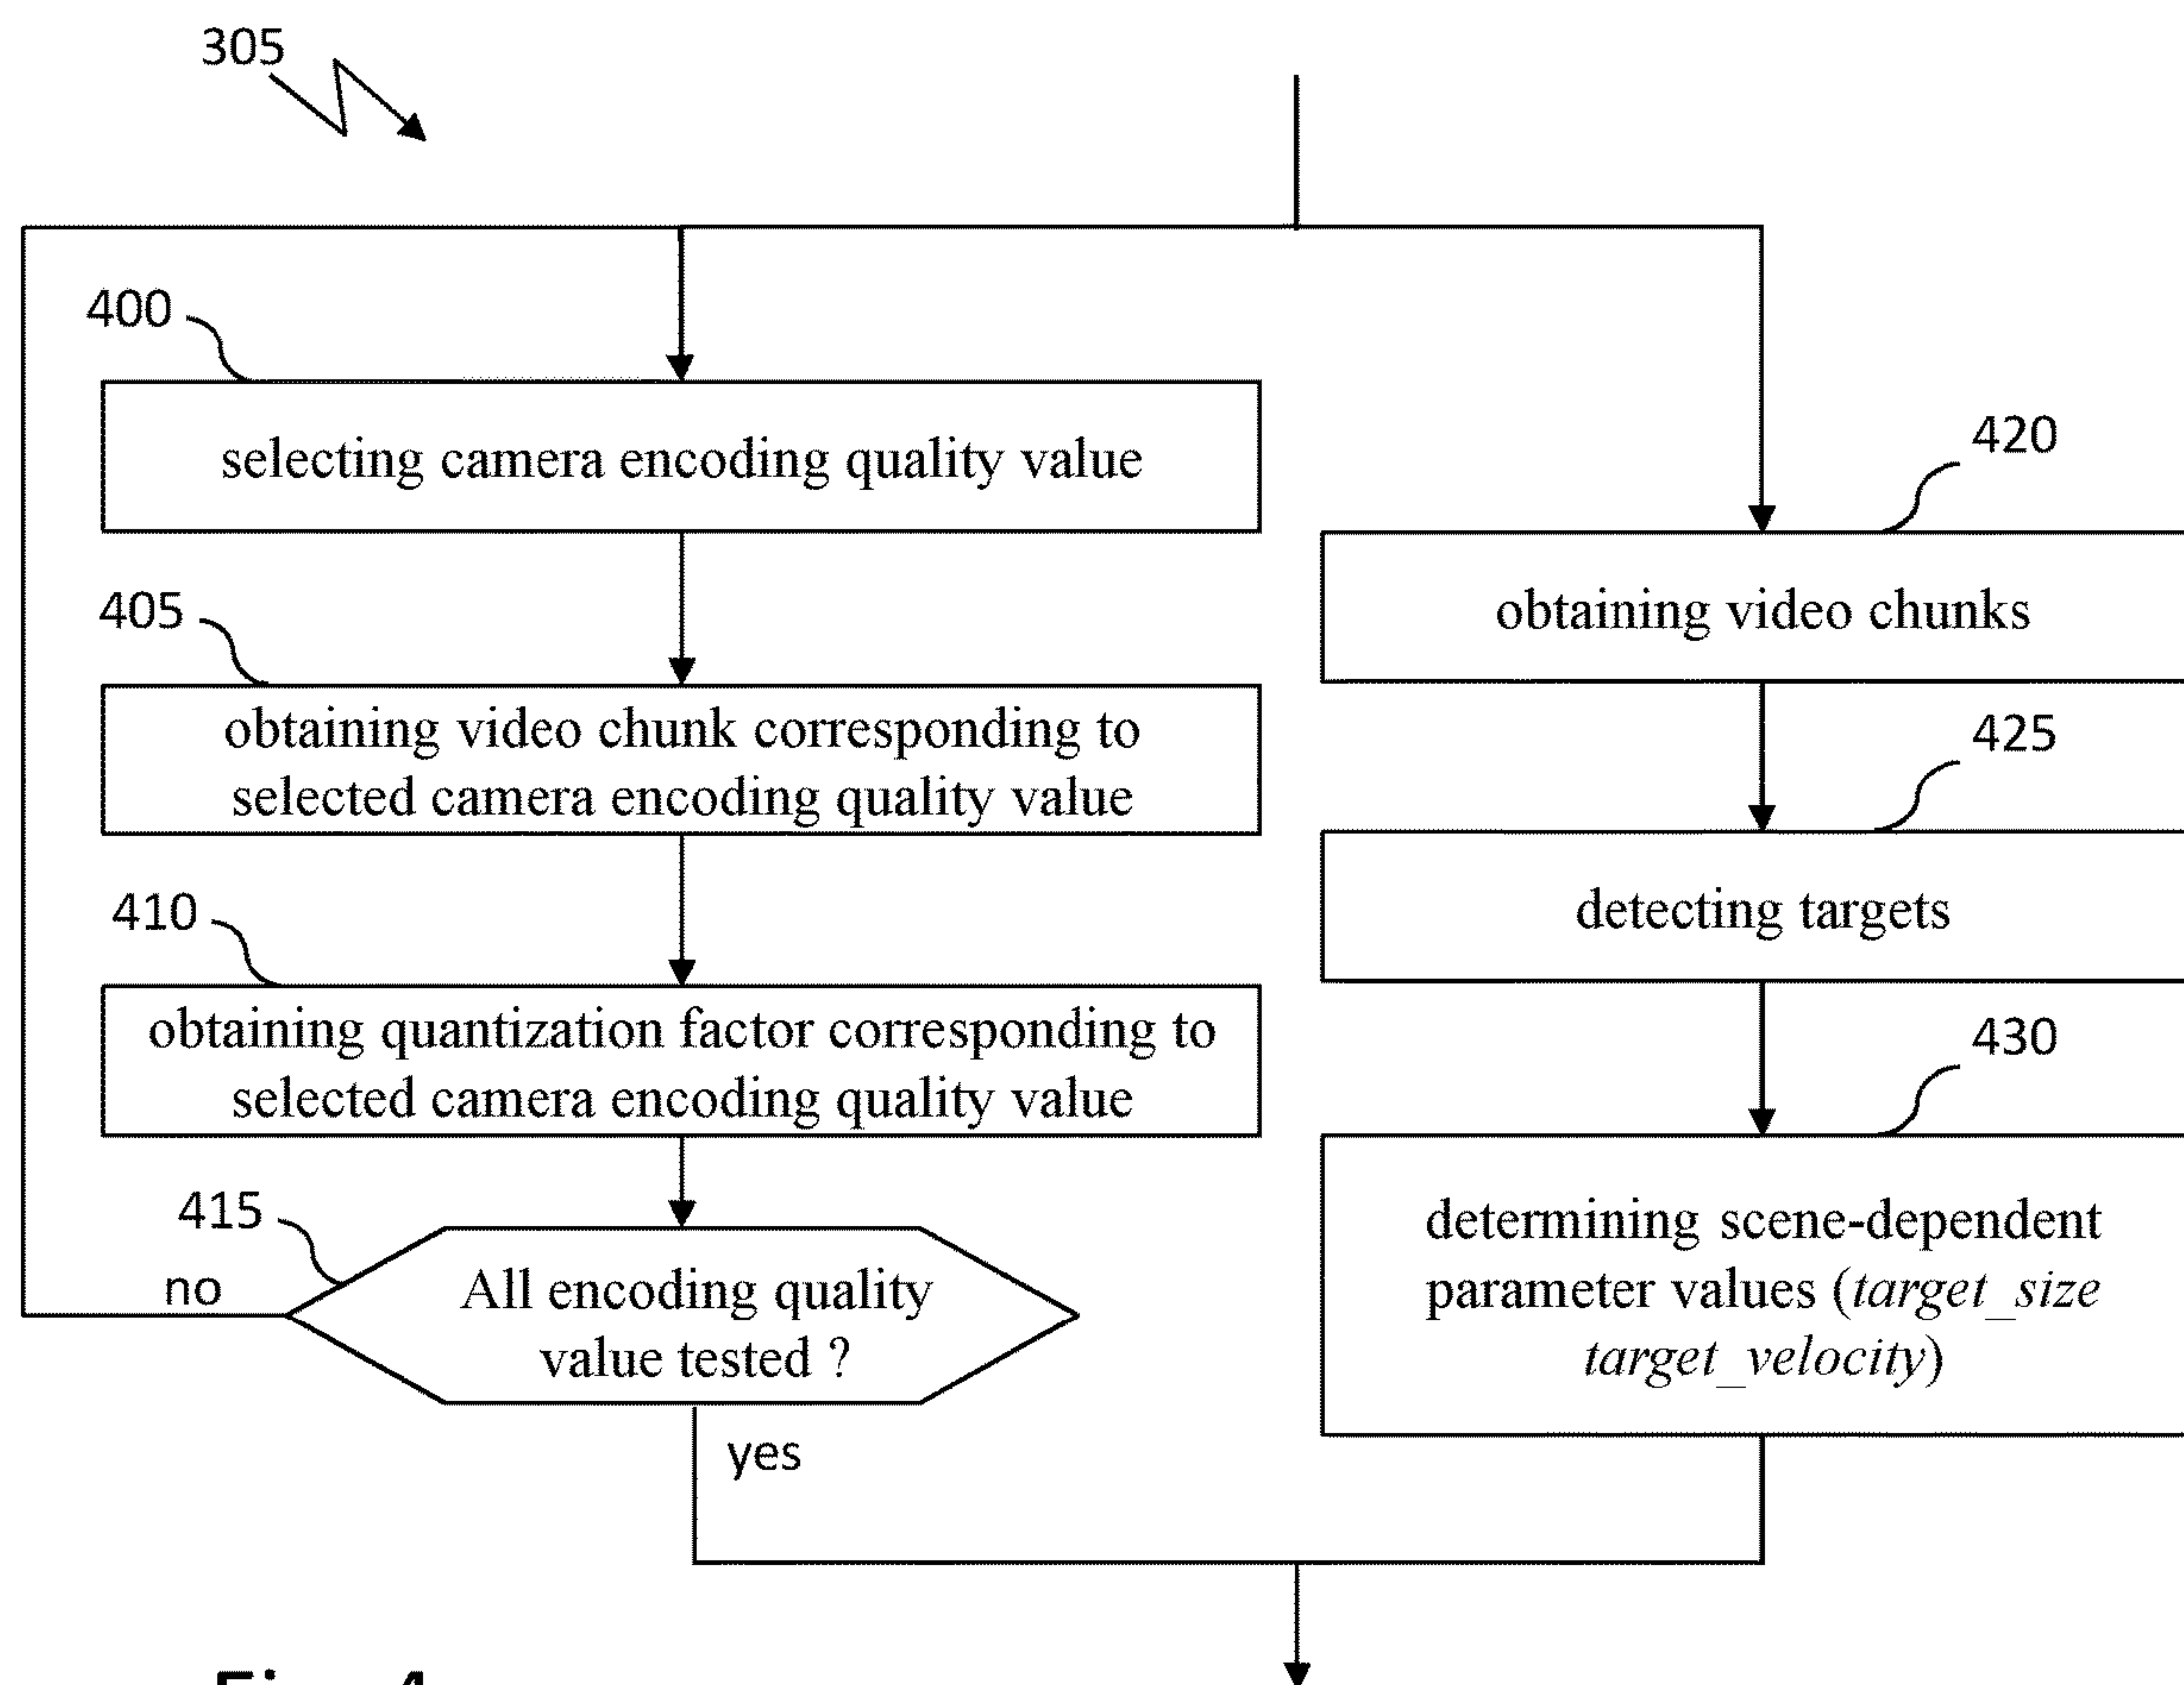 305
400
selecting camera encoding quality value
405
obtaining video chunk corresponding to
selected camera encoding quality value
410
obtaining quantization factor corresponding to
selected camera encoding quality value
415
no
All encoding quality
value tested ?
yes
420
obtaining video chunks
425
detecting targets
430
determining scene-dependent
parameter values (target_size
target_velocity)